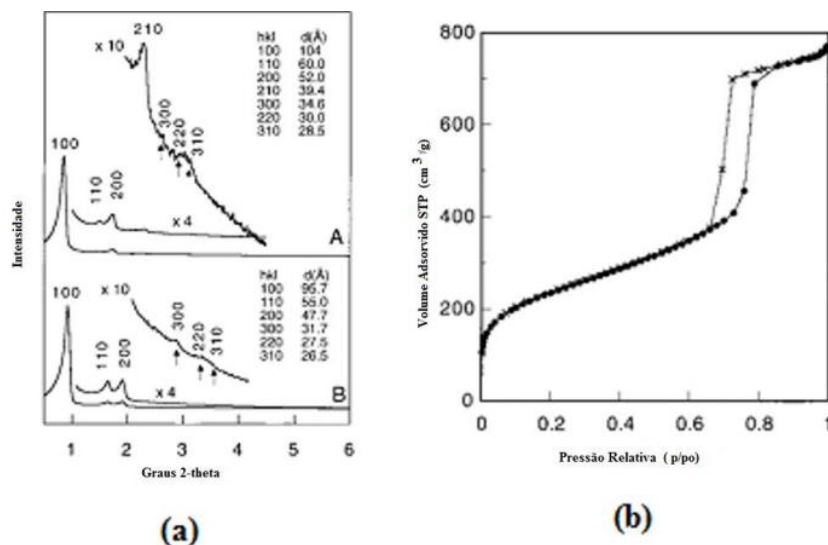 210
x 10
hkl d(Å)
100 104
110 60.0
200 52.0
210 39.4
300 34.6
220 30.0
310 28.5
300
220
310
100
110
200
x 4
A
Intensidade
hkl d(Å)
100 95.7
110 55.0
200 47.7
300 31.7
220 27.5
310 26.5
100
x 10
300
220
310
110
200
x 4
B
1 2 3 4 5 6
Graus 2-theta
(a)
800
600
400
200
0
Volume Adsorvido STP (cm 3 /g)
0 0.2 0.4 0.6 0.8 1
Pressão Relativa ( p/po)
(b)